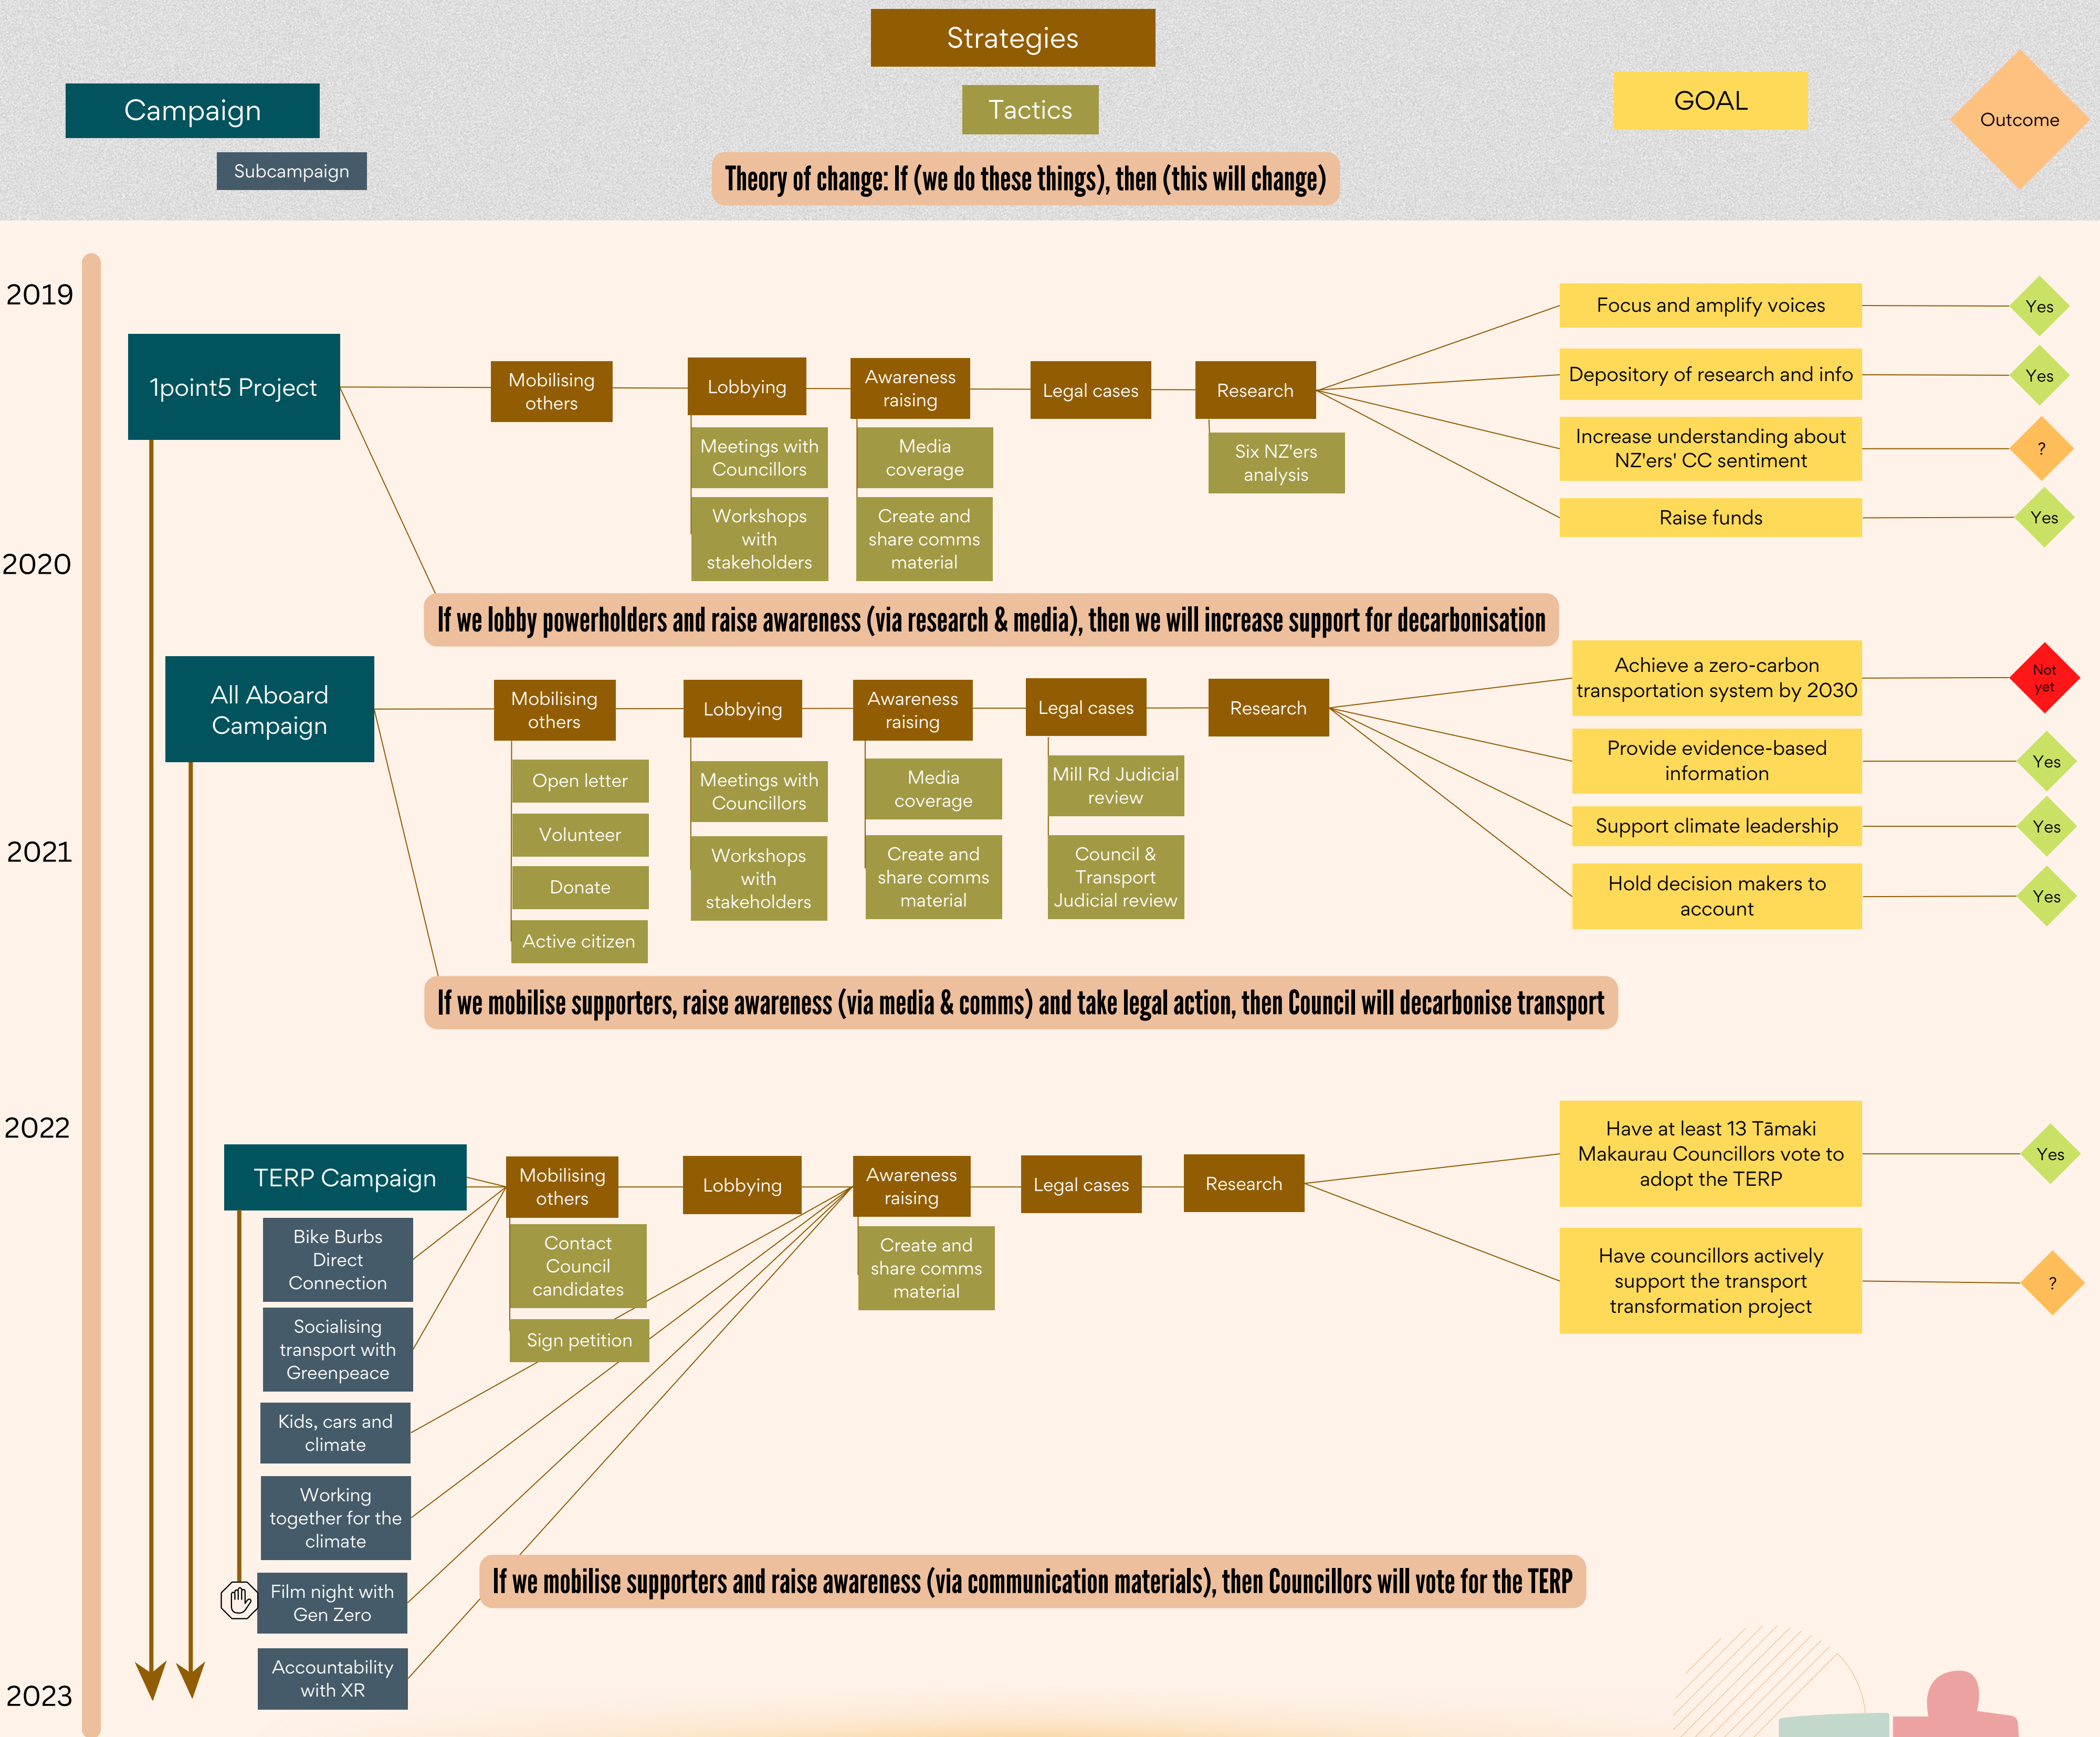 Strategies
Campaign
Tactics
GOAL
Outcome
Subcampaign
Theory of change: If (we do these things), then (this will change)
2019
1point5 Project
Mobilising
others
Lobbying
Meetings with
Councillors
Workshops
with
stakeholders
Awareness
raising
Media
coverage
Create and
share comms
material
Legal cases
Research
Six NZ'ers
analysis
Focus and amplify voices
Yes
Depository of research and info
Yes
Increase understanding about
NZ'ers' CC sentiment
?
Raise funds
Yes
2020
If we lobby powerholders and raise awareness (via research & media), then we will increase support for decarbonisation
All Aboard
Campaign
Mobilising
others
Open letter
Volunteer
Donate
Active citizen
Lobbying
Meetings with
Councillors
Workshops
with
stakeholders
Awareness
raising
Media
coverage
Create and
share comms
material
Legal cases
Mill Rd Judicial
review
Council &
Transport
Judicial review
Research
Achieve a zero-carbon
transportation system by 2030
Not
yet
Provide evidence-based
information
Yes
Support climate leadership
Yes
Hold decision makers to
account
Yes
2021
If we mobilise supporters, raise awareness (via media & comms) and take legal action, then Council will decarbonise transport
2022
TERP Campaign
Bike Burbs
Direct
Connection
Socialising
transport with
Greenpeace
Kids, cars and
climate
Working
together for the
climate
Film night with
Gen Zero
Accountability
with XR
Mobilising
others
Contact
Council
candidates
Sign petition
Lobbying
Awareness
raising
Create and
share comms
material
Legal cases
Research
Have at least 13 Tāmaki
Makaurau Councillors vote to
adopt the TERP
Yes
Have councillors actively
support the transport
transformation project
?
If we mobilise supporters and raise awareness (via communication materials), then Councillors will vote for the TERP
2023